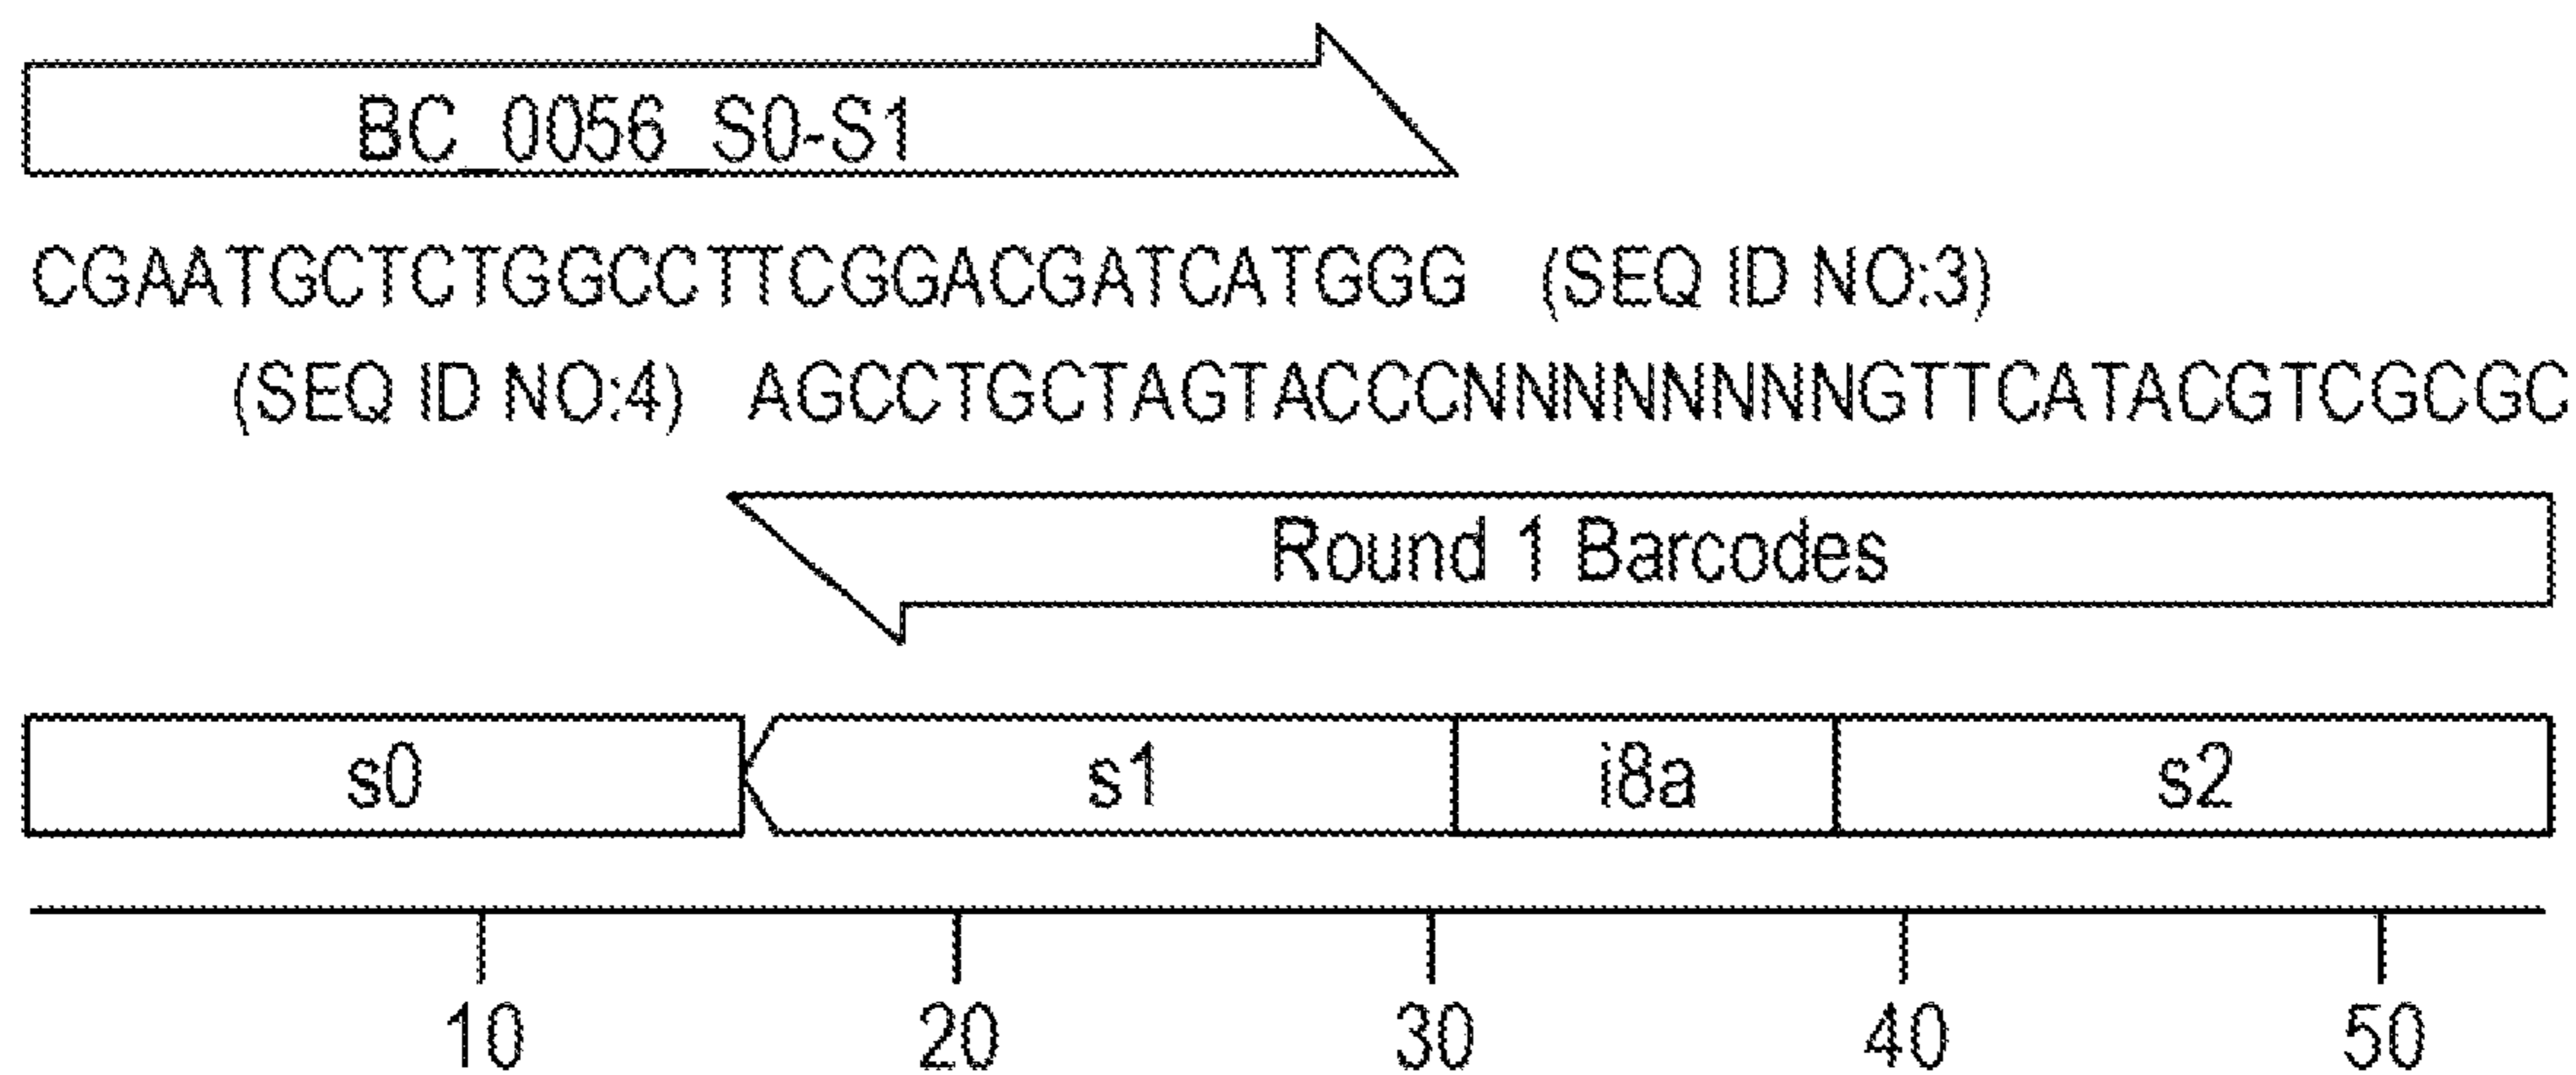 BC_0056_S0-S1
CGAATGCTCTGGCCTTCGGACGATCATGGG (SEQ ID NO:3)
(SEQ ID NO:4) AGCCTGCTAGTACCCNNNNNNNNGTTCATACGTCGCGC
Round 1 Barcodes
s0 s1 i8a s2
10 20 30 40 50